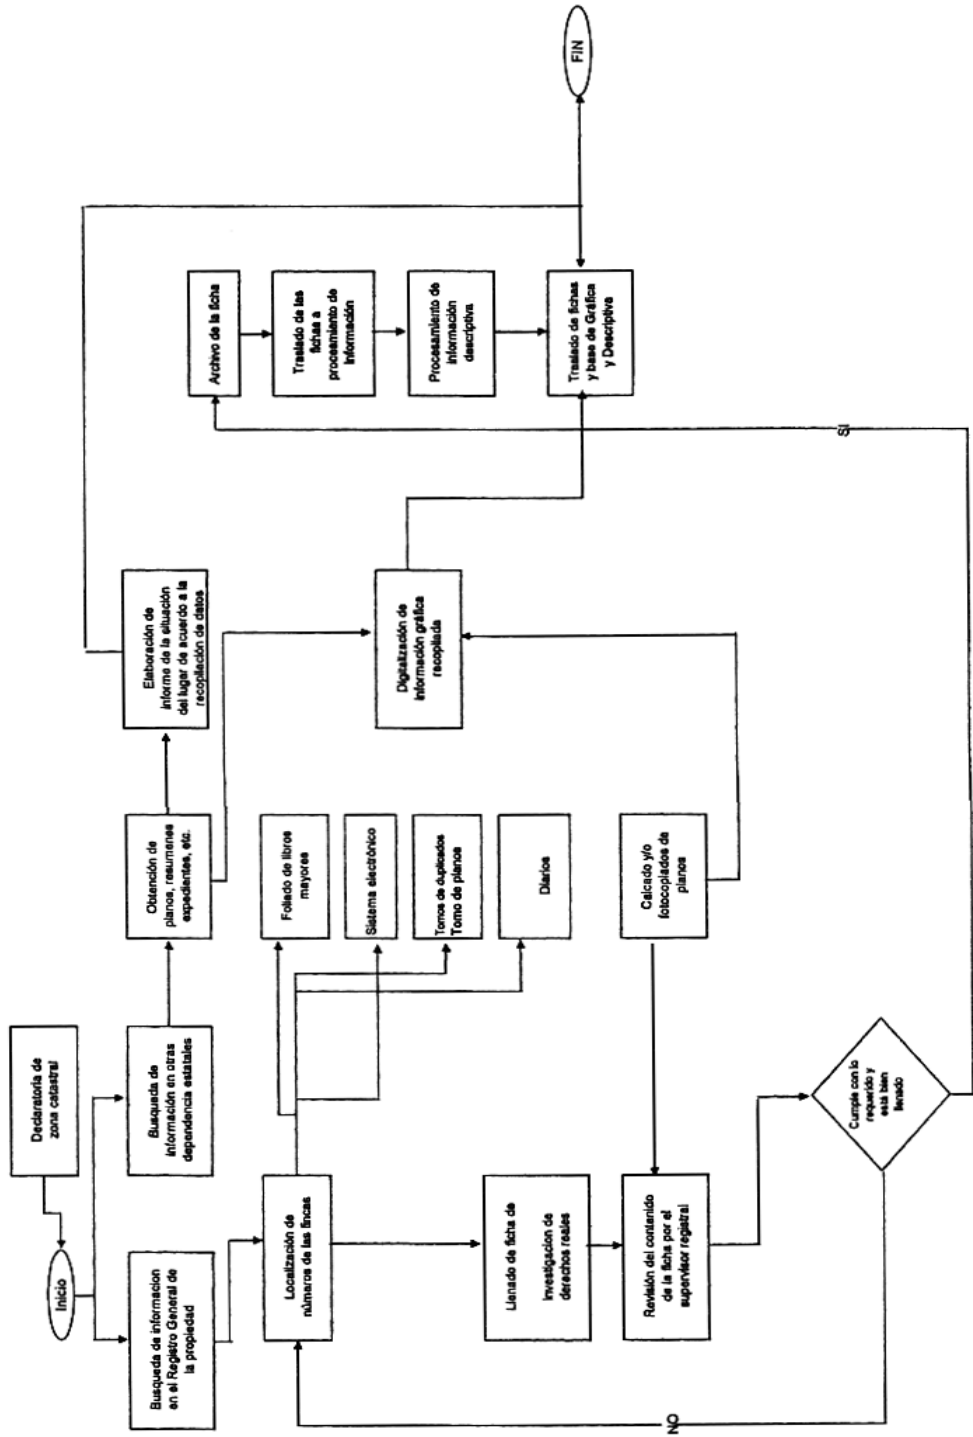 Declaratoria de
zona catastral
Inicio
Busqueda de informacion
en el Registro General de
la propiedad
Busqueda de
información en otras
dependencia estatales
Obtención de
planos, resumenes
expedientes, etc.
Elaboración de
informe de la situación
del lugar de acuerdo a la
recopilación de datos
Localización de
números de las fincas
Foliado de libros
mayores
Sistema electrónico
Tomos de duplicados
Tomo de planos
Diarios
Digitalización de
información gráfica
recopilada
Archivo de la ficha
Traslado de las
fichas a
procesamiento de
información
Procesamiento de
información
descriptiva
Traslado de fichas
y base de Gráfica
y Descriptiva
FIN
Llenado de ficha de
investigacion de
derechos reales
Calcado y/o
fotocopiados de
planos
Revisión del contenido
de la ficha por el
supervisor registral
Cumple con lo
requerido y
está bien
llenado
NO
SI